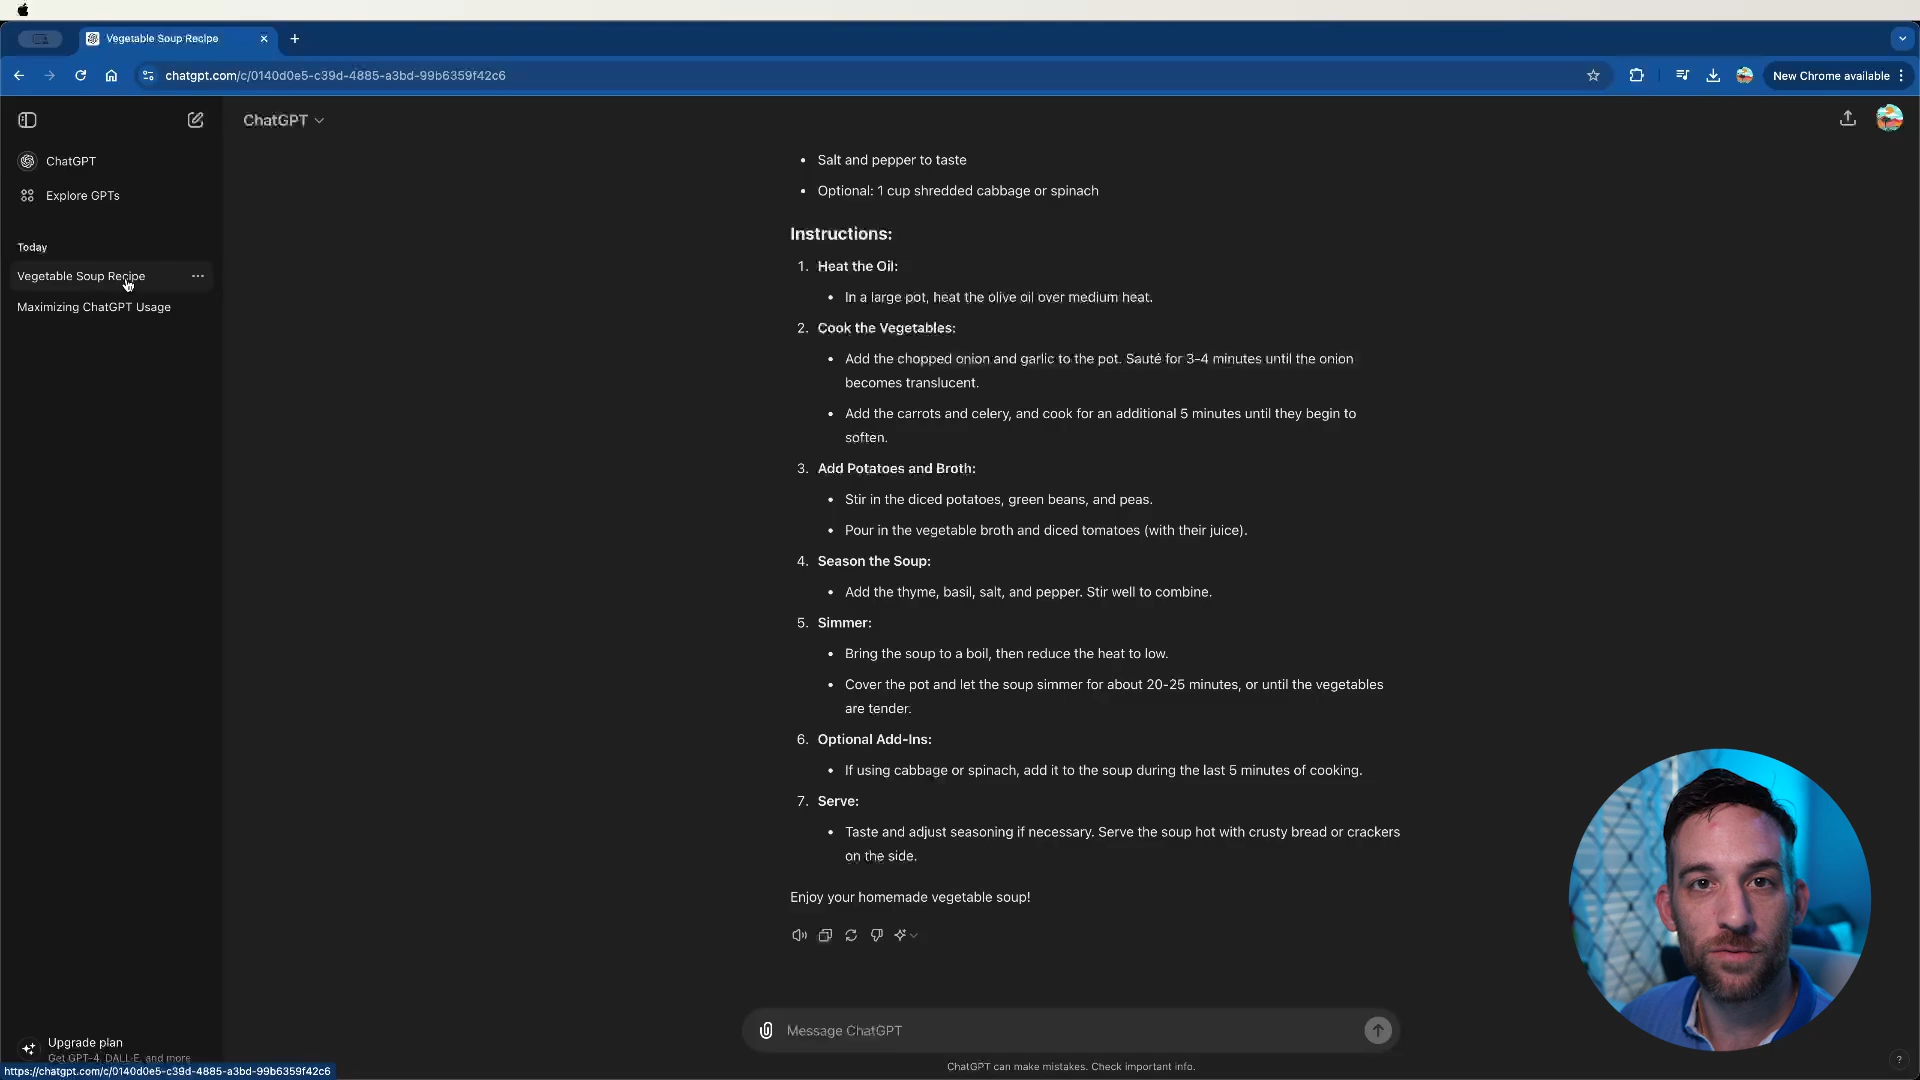 Vegetable Soup Recipe
chatgpt.com/c/0140d0e5-c39d-4885-a3bd-99b6359f42c6
New Chrome available
ChatGPT
ChatGPT
Explore GPTs
Today
Vegetable Soup Recipe
Maximizing ChatGPT Usage
• Salt and pepper to taste
• Optional: 1 cup shredded cabbage or spinach
Instructions:
1. Heat the Oil:
• In a large pot, heat the olive oil over medium heat.
2. Cook the Vegetables:
• Add the chopped onion and garlic to the pot. Sauté for 3-4 minutes until the onion
becomes translucent.
• Add the carrots and celery, and cook for an additional 5 minutes until they begin to
soften.
3. Add Potatoes and Broth:
• Stir in the diced potatoes, green beans, and peas.
• Pour in the vegetable broth and diced tomatoes (with their juice).
4. Season the Soup:
• Add the thyme, basil, salt, and pepper. Stir well to combine.
5. Simmer:
• Bring the soup to a boil, then reduce the heat to low.
• Cover the pot and let the soup simmer for about 20-25 minutes, or until the vegetables
are tender.
6. Optional Add-Ins:
• If using cabbage or spinach, add it to the soup during the last 5 minutes of cooking.
7. Serve:
• Taste and adjust seasoning if necessary. Serve the soup hot with crusty bread or crackers
on the side.
Enjoy your homemade vegetable soup!
Message ChatGPT
ChatGPT can make mistakes. Check important info.
?
Upgrade plan
Get GPT-4, DALL·E, and more
https://chatgpt.com/c/0140d0e5-c39d-4885-a3bd-99b6359f42c6